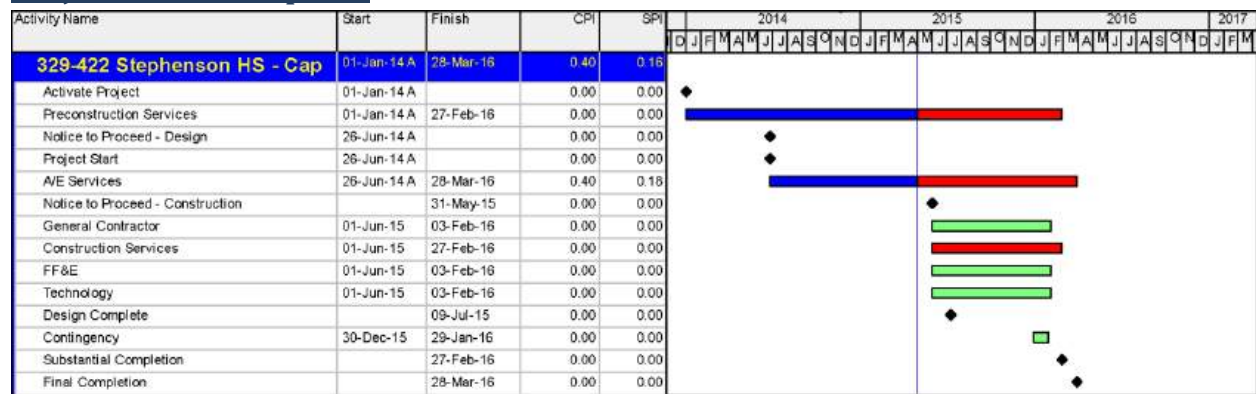 Activity Name Start Finish CPI SPI 2014 2015 2016 2017
D J F M A M J J A S O N D J F M A M J J A S O N D J F M A M J J A S O N D J F M
329-422 Stephenson HS - Cap 01-Jan-14 A 28-Mar-16 0.40 0.16
Activate Project 01-Jan-14 A 0.00 0.00
Preconstruction Services 01-Jan-14 A 27-Feb-16 0.00 0.00
Notice to Proceed - Design 26-Jun-14 A 0.00 0.00
Project Start 26-Jun-14 A 0.00 0.00
A/E Services 26-Jun-14 A 28-Mar-16 0.40 0.18
Notice to Proceed - Construction 31-May-15 0.00 0.00
General Contractor 01-Jun-15 03-Feb-16 0.00 0.00
Construction Services 01-Jun-15 27-Feb-16 0.00 0.00
FF&E 01-Jun-15 03-Feb-16 0.00 0.00
Technology 01-Jun-15 03-Feb-16 0.00 0.00
Design Complete 09-Jul-15 0.00 0.00
Contingency 30-Dec-15 29-Jan-16 0.00 0.00
Substantial Completion 27-Feb-16 0.00 0.00
Final Completion 28-Mar-16 0.00 0.00